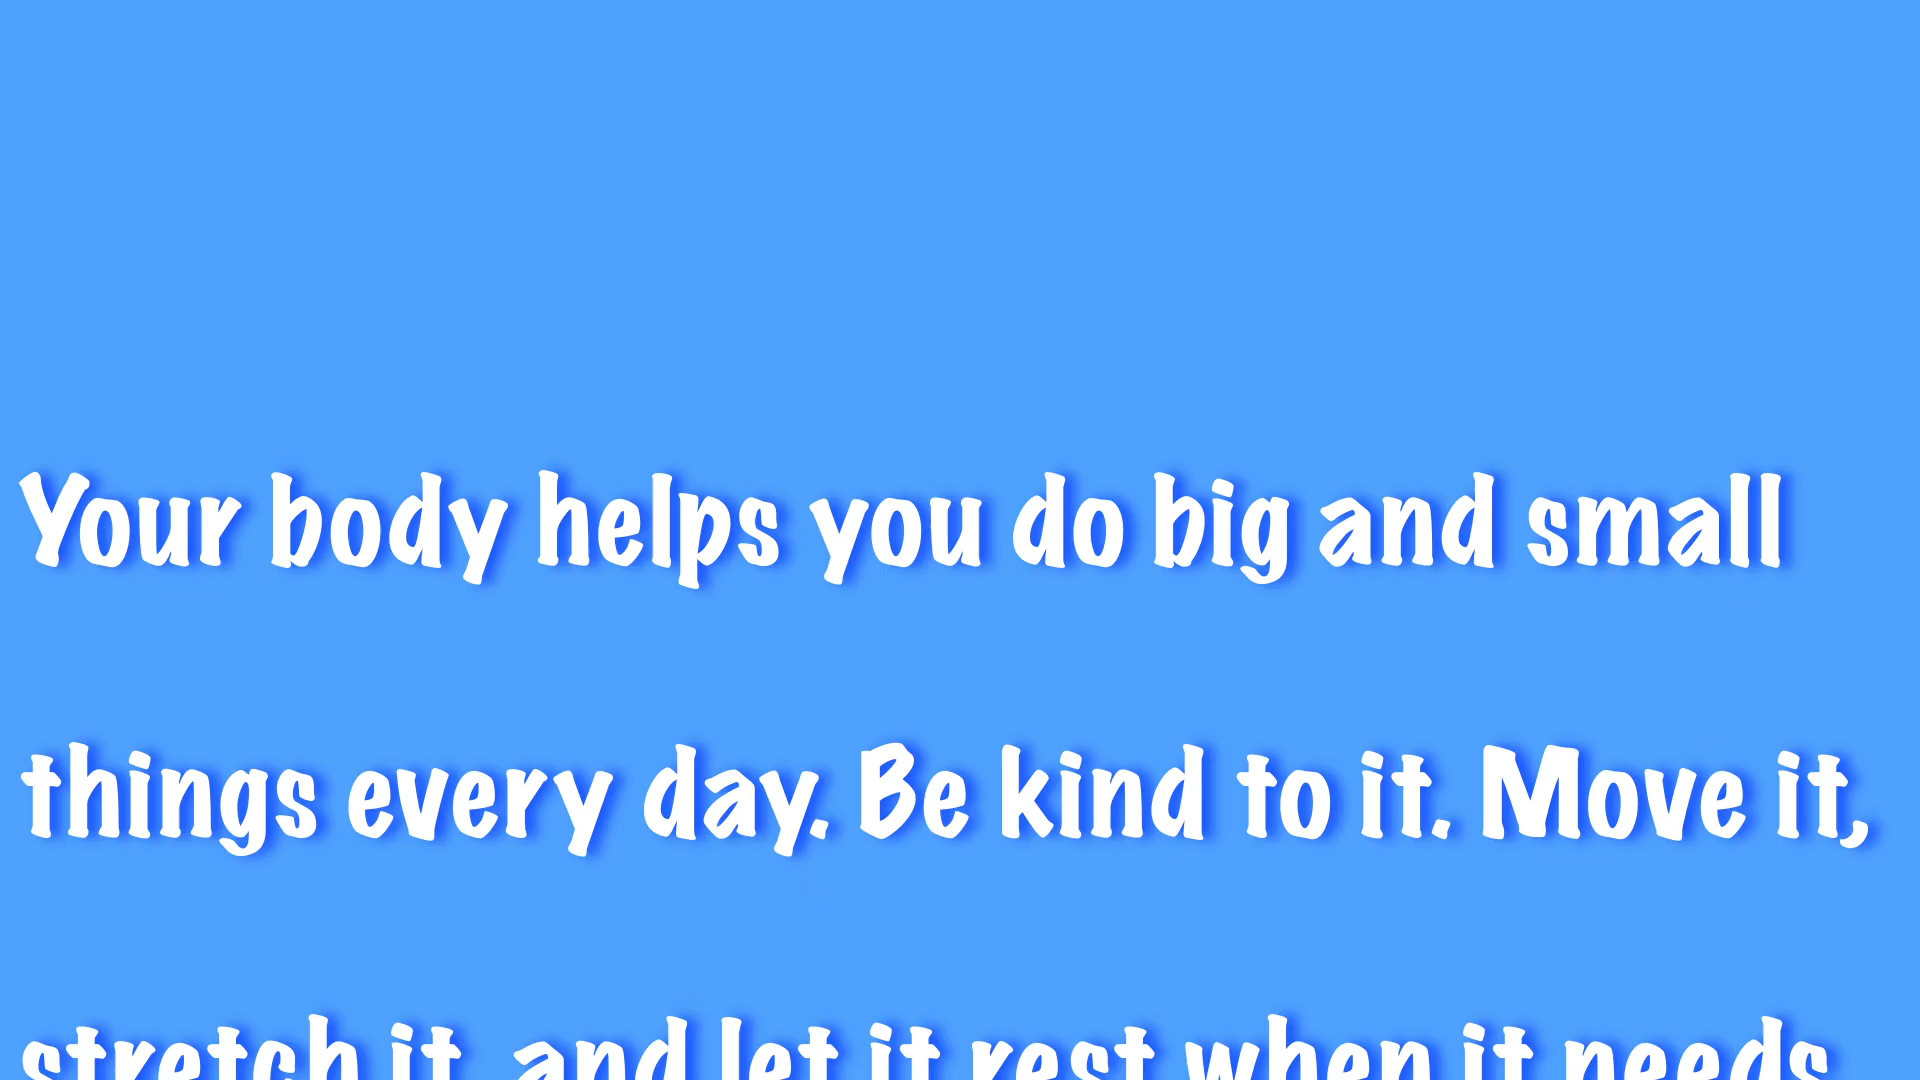 Your body helps you do big and small
things every day. Be kind to it. Move it,
stretch it, and let it rest when it needs